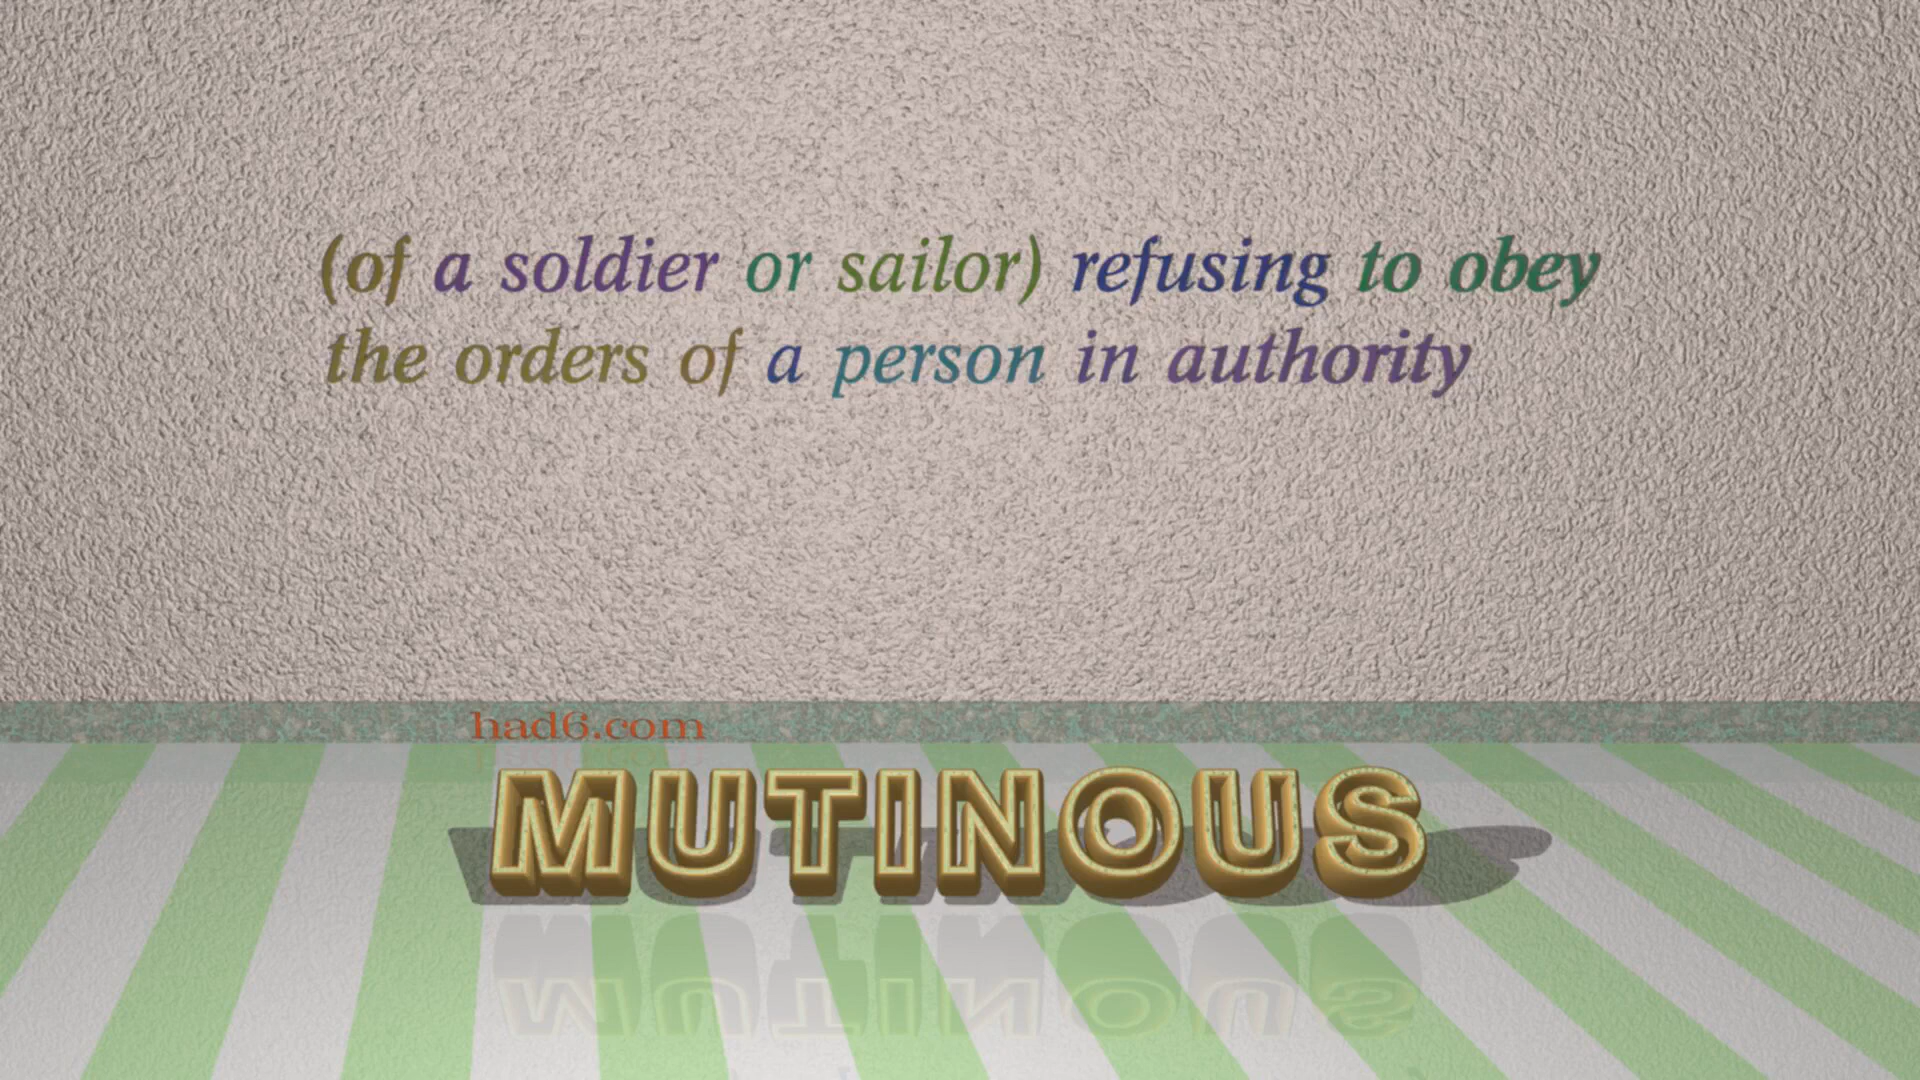 (of a soldier or sailor) refusing to obey
the orders of a person in authority
had6.com
MUTINOUS